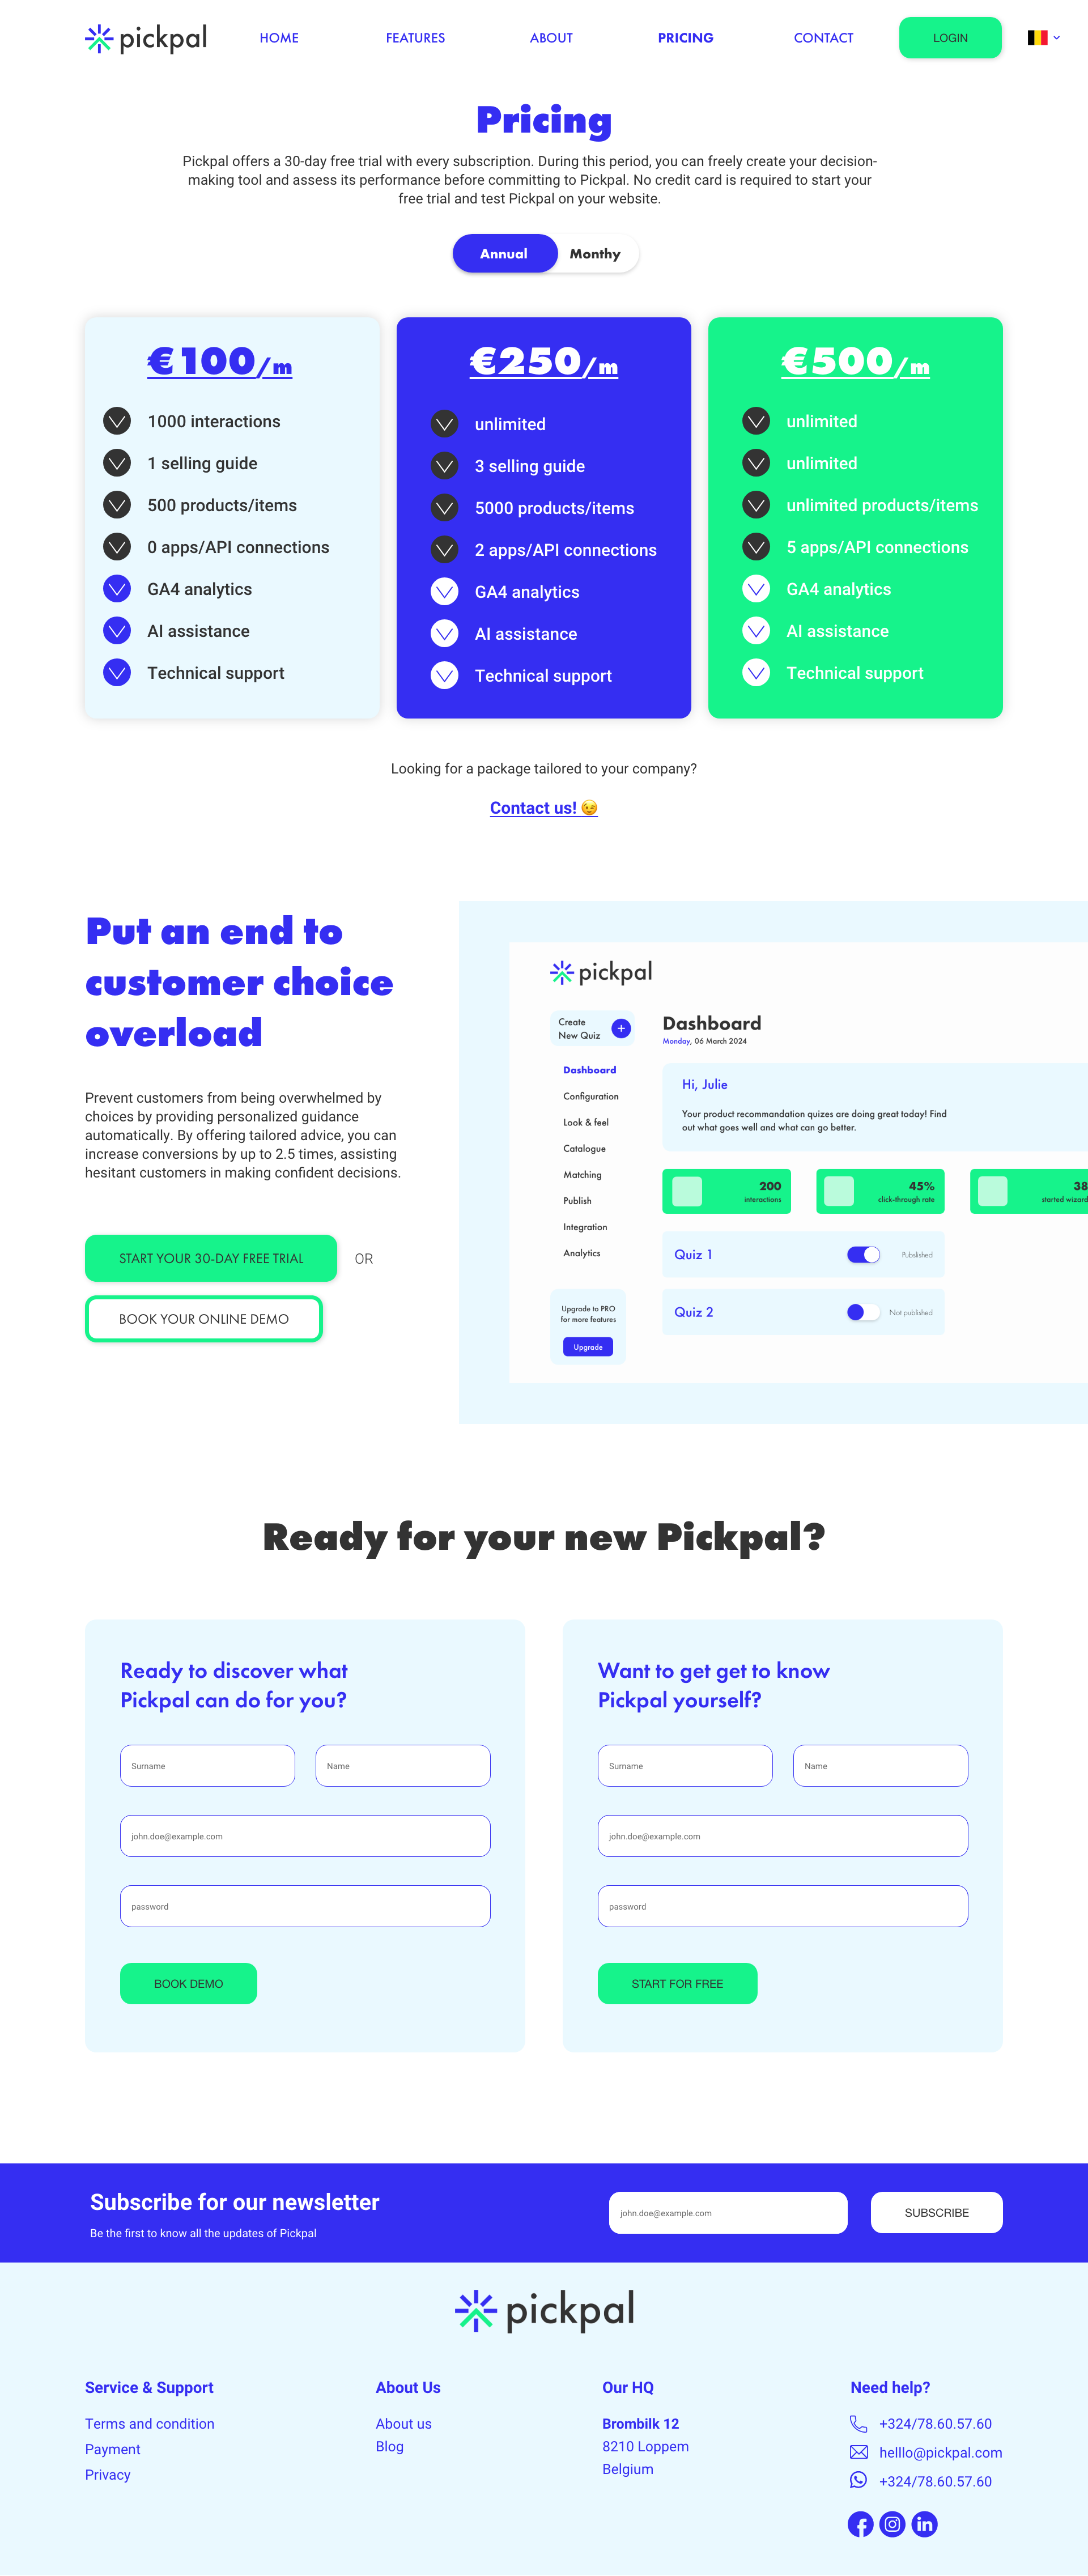 pickpal
HOME
FEATURES
ABOUT
PRICING
CONTACT
LOGIN
Pricing
Pickpal offers a 30-day free trial with every subscription. During this period, you can freely create your decision-
making tool and assess its performance before committing to Pickpal. No credit card is required to start your
free trial and test Pickpal on your website.
Annual
Monthy
€100/m
1000 interactions
1 selling guide
500 products/items
0 apps/API connections
GA4 analytics
AI assistance
Technical support
€250/m
unlimited
3 selling guide
5000 products/items
2 apps/API connections
GA4 analytics
AI assistance
Technical support
€500/m
unlimited
unlimited
unlimited products/items
5 apps/API connections
GA4 analytics
AI assistance
Technical support
Looking for a package tailored to your company?
Contact us! 😉
Put an end to
customer choice
overload
Prevent customers from being overwhelmed by
choices by providing personalized guidance
automatically. By offering tailored advice, you can
increase conversions by up to 2.5 times, assisting
hesitant customers in making confident decisions.
START YOUR 30-DAY FREE TRIAL
OR
BOOK YOUR ONLINE DEMO
pickpal
Create
New Quiz
+
Dashboard
Configuration
Look & feel
Catalogue
Matching
Publish
Integration
Analytics
Upgrade to PRO
for more features
Upgrade
Dashboard
Monday, 06 March 2024
Hi, Julie
Your product recommandation quizes are doing great today! Find
out what goes well and what can go better.
200
interactions
45%
click-through rate
38
started wizard
Quiz 1
Pubslished
Quiz 2
Not published
Ready for your new Pickpal?
Ready to discover what
Pickpal can do for you?
Surname
Name
john.doe@example.com
password
BOOK DEMO
Want to get get to know
Pickpal yourself?
Surname
Name
john.doe@example.com
password
START FOR FREE
Subscribe for our newsletter
Be the first to know all the updates of Pickpal
john.doe@example.com
SUBSCRIBE
pickpal
Service & Support
Terms and condition
Payment
Privacy
About Us
About us
Blog
Our HQ
Brombilk 12
8210 Loppem
Belgium
Need help?
+324/78.60.57.60
helllo@pickpal.com
+324/78.60.57.60